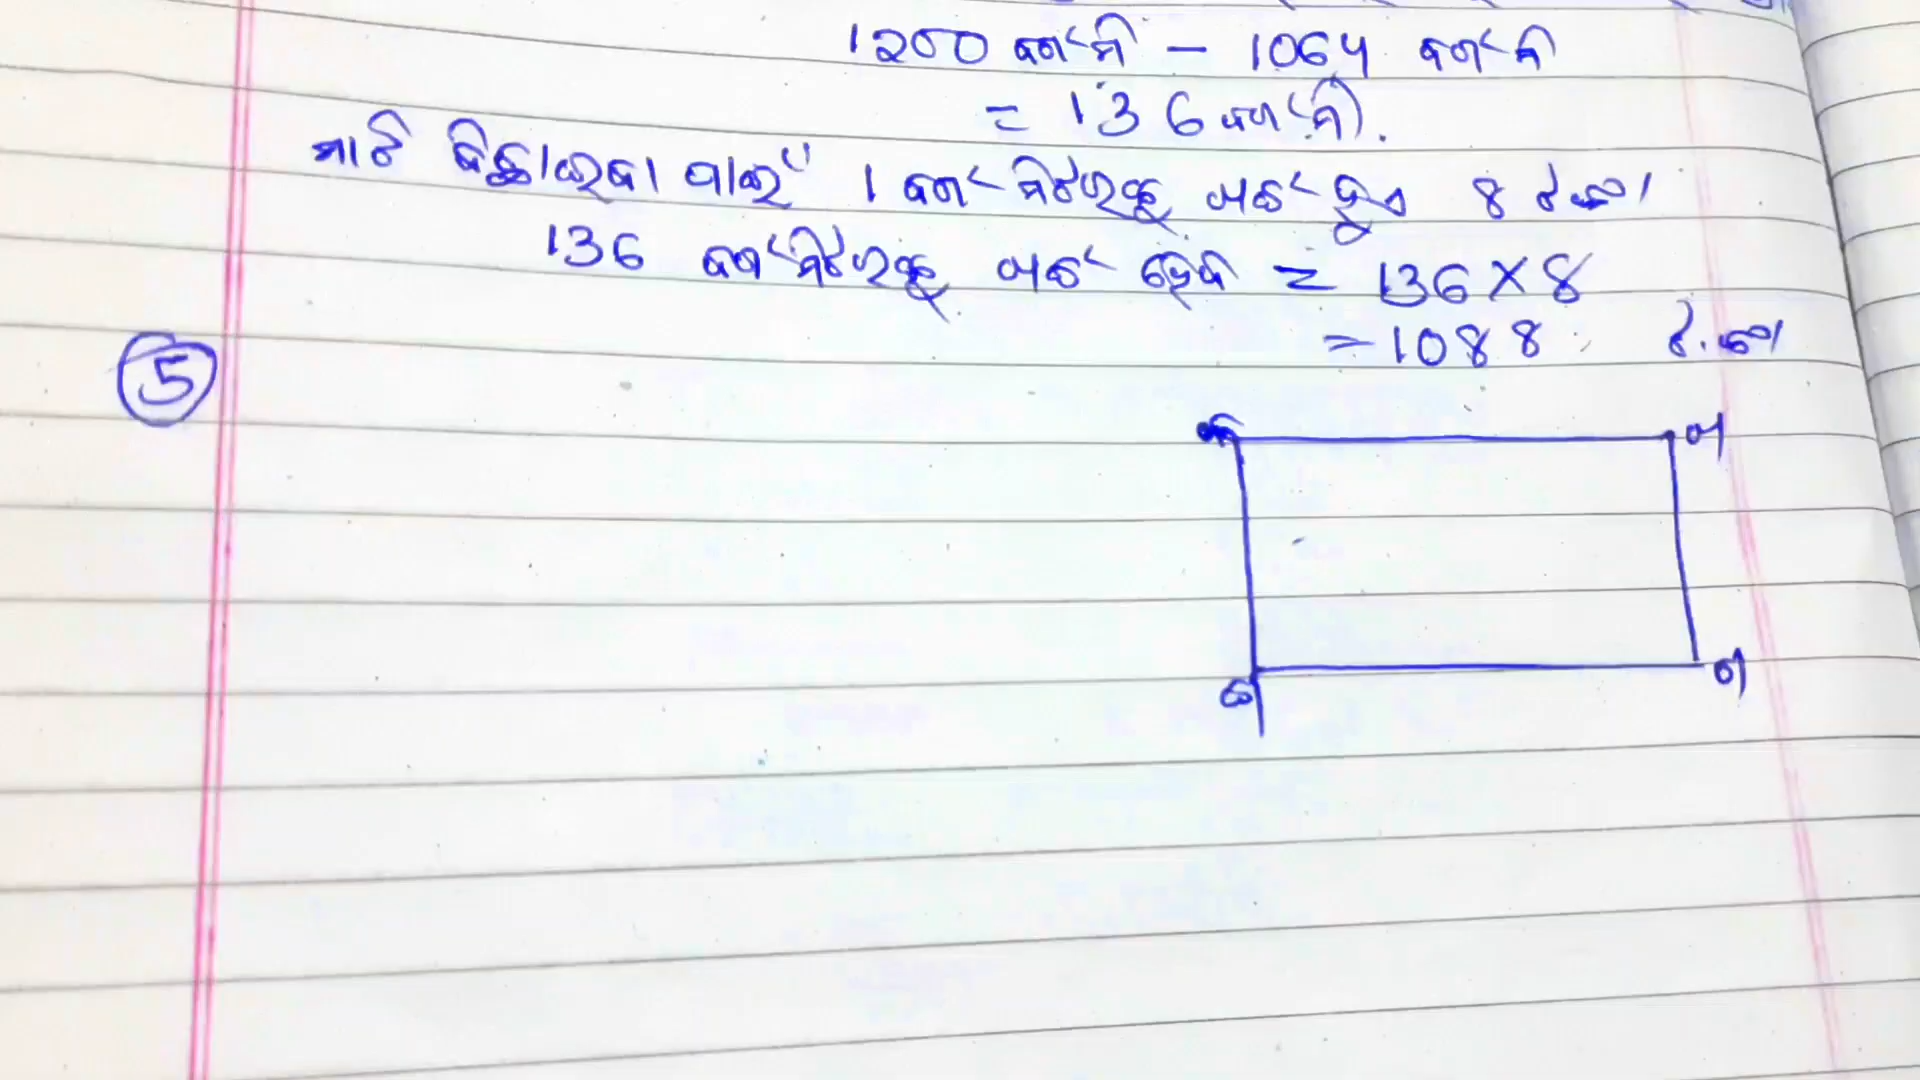 1200 ବର୍ଗମି – 1064 ବର୍ଗମି
= 136 ବର୍ଗମି.
ମାଟି ବିଛାଇବା ପାଇଁ 1 ବର୍ଗମିଟରକୁ ଖର୍ଚ୍ଚ ହୁଏ 8 ଟଙ୍କା
136 ବର୍ଗମିଟରକୁ ଖର୍ଚ୍ଚ ହେବ = 136 × 8
= 1088 ଟଙ୍କା
5
କ ଖ
ଘ ଗ